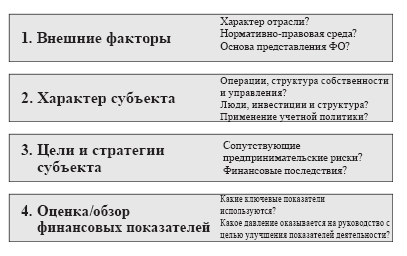 1. Внешние факторы
Характер отрасли?
Нормативно-правовая среда?
Основа представления ФО?
2. Характер субъекта
Операции, структура собственности
и управления?
Люди, инвестиции и структура?
Применение учетной политики?
3. Цели и стратегии
субъекта
Сопутствующие
предпринимательские риски?
Финансовые последствия?
4. Оценка/обзор
финансовых показателей
Какие ключевые показатели
используются?
Какое давление оказывается на руководство с
целью улучшения показателей деятельности?